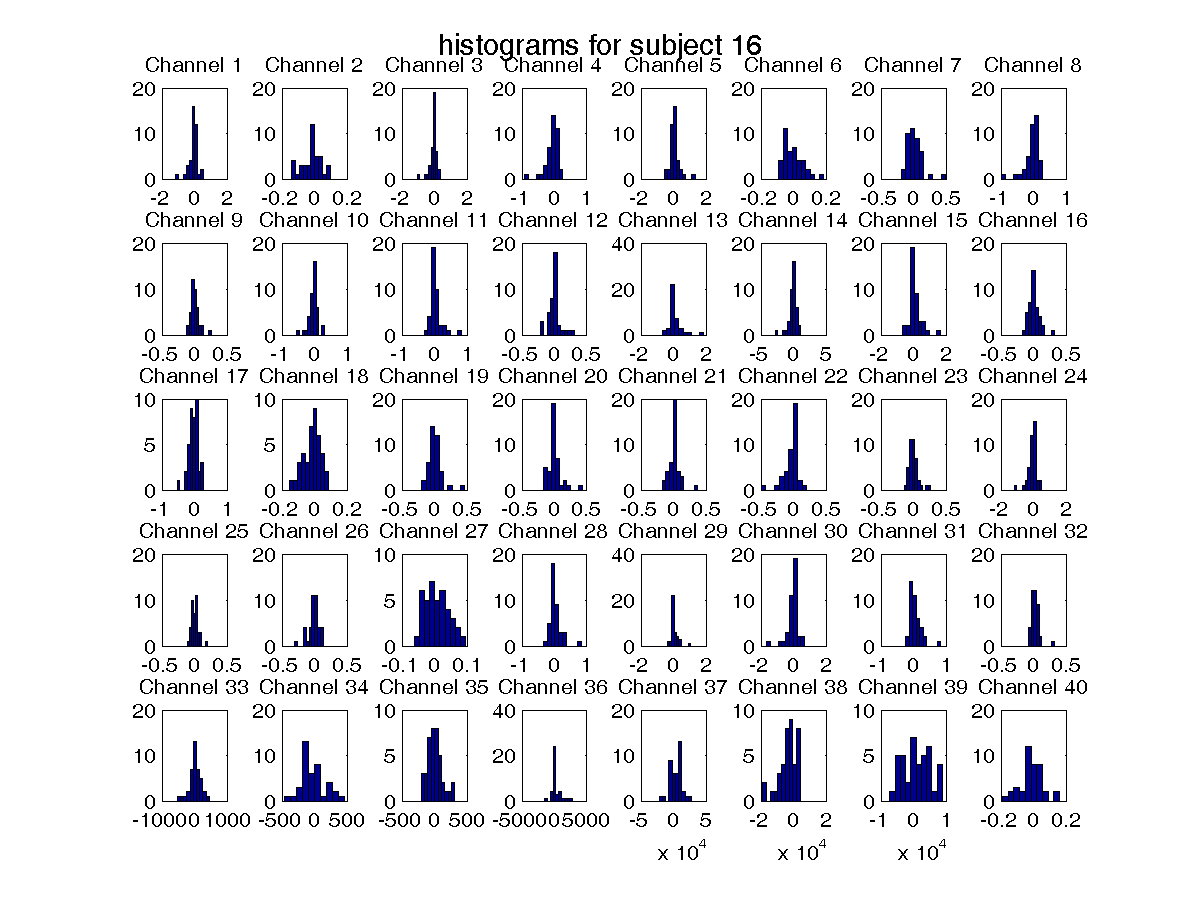 histograms for subject 16
Channel 1 Channel 2 Channel 3 Channel 4 Channel 5 Channel 6 Channel 7 Channel 8
20 20 20 20 20 20 20 20
10 10 10 10 10 10 10 10
0 0 0 0 0 0 0 0
-2 0 2 -0.2 0 0.2 -2 0 2 -1 0 1 -2 0 2 -0.2 0 0.2 -0.5 0 0.5 -1 0 1
Channel 9 Channel 10 Channel 11 Channel 12 Channel 13 Channel 14 Channel 15 Channel 16
20 20 20 20 40 20 20 20
10 10 10 10 20 10 10 10
0 0 0 0 0 0 0 0
-0.5 0 0.5 -1 0 1 -1 0 1 -0.5 0 0.5 -2 0 2 -5 0 5 -2 0 2 -0.5 0 0.5
Channel 17 Channel 18 Channel 19 Channel 20 Channel 21 Channel 22 Channel 23 Channel 24
10 10 20 20 20 20 20 20
5 5 10 10 10 10 10 10
0 0 0 0 0 0 0 0
-1 0 1 -0.2 0 0.2 -0.5 0 0.5 -0.5 0 0.5 -0.5 0 0.5 -0.5 0 0.5 -0.5 0 0.5 -2 0 2
Channel 25 Channel 26 Channel 27 Channel 28 Channel 29 Channel 30 Channel 31 Channel 32
20 20 10 20 40 20 20 20
10 10 5 10 20 10 10 10
0 0 0 0 0 0 0 0
-0.5 0 0.5 -0.5 0 0.5 -0.1 0 0.1 -1 0 1 -2 0 2 -2 0 2 -1 0 1 -0.5 0 0.5
Channel 33 Channel 34 Channel 35 Channel 36 Channel 37 Channel 38 Channel 39 Channel 40
20 20 10 40 20 10 10 20
10 10 5 20 10 5 5 10
0 0 0 0 0 0 0 0
-1000 0 1000 -500 0 500 -500 0 500 -5000 0 5000 -5 0 5 -2 0 2 -1 0 1 -0.2 0 0.2
x 10⁴ x 10⁴ x 10⁴